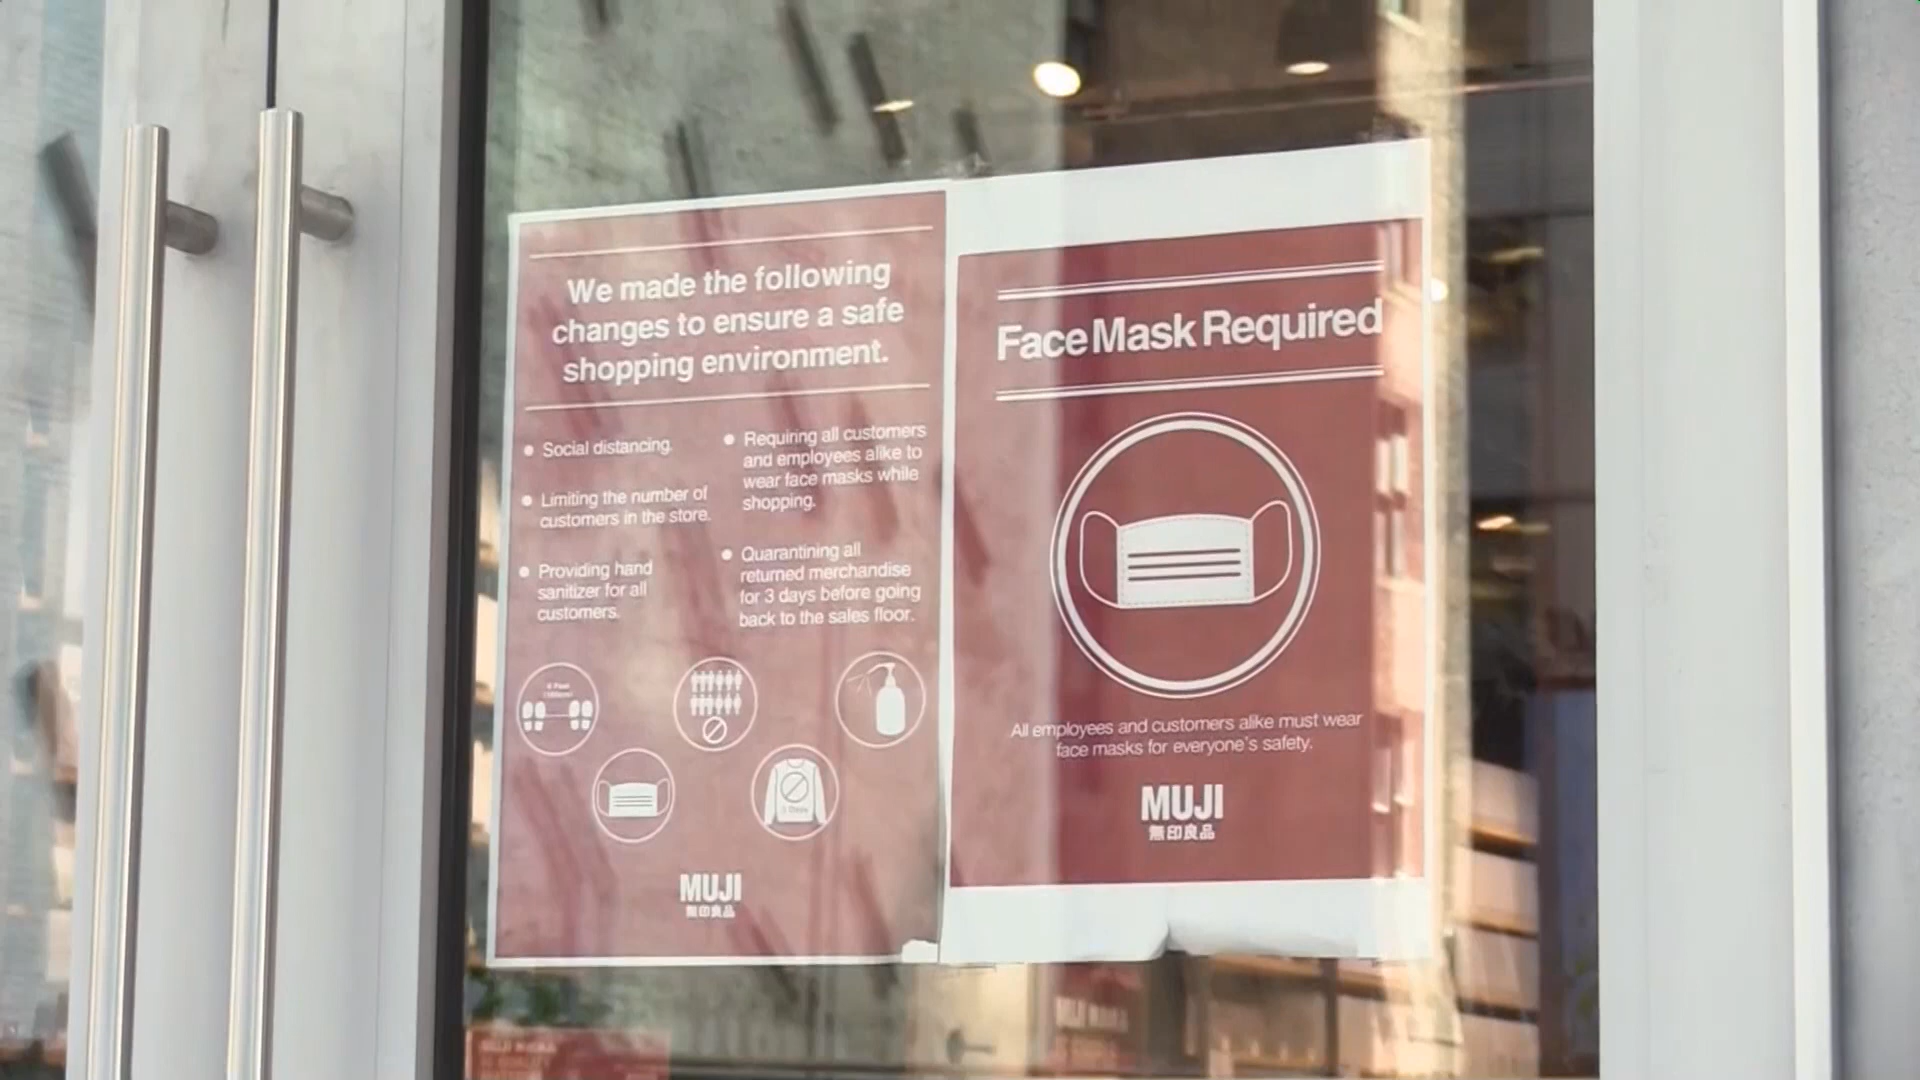 We made the following
changes to ensure a safe
shopping environment.
Social distancing.
Limiting the number of
customers in the store.
Providing hand
sanitizer for all
customers.
Requiring all customers
and employees alike to
wear face masks while
shopping.
Quarantining all
returned merchandise
for 3 days before going
back to the sales floor.
MUJI
無印良品
Face Mask Required
All employees and customers alike must wear
face masks for everyone's safety.
MUJI
無印良品